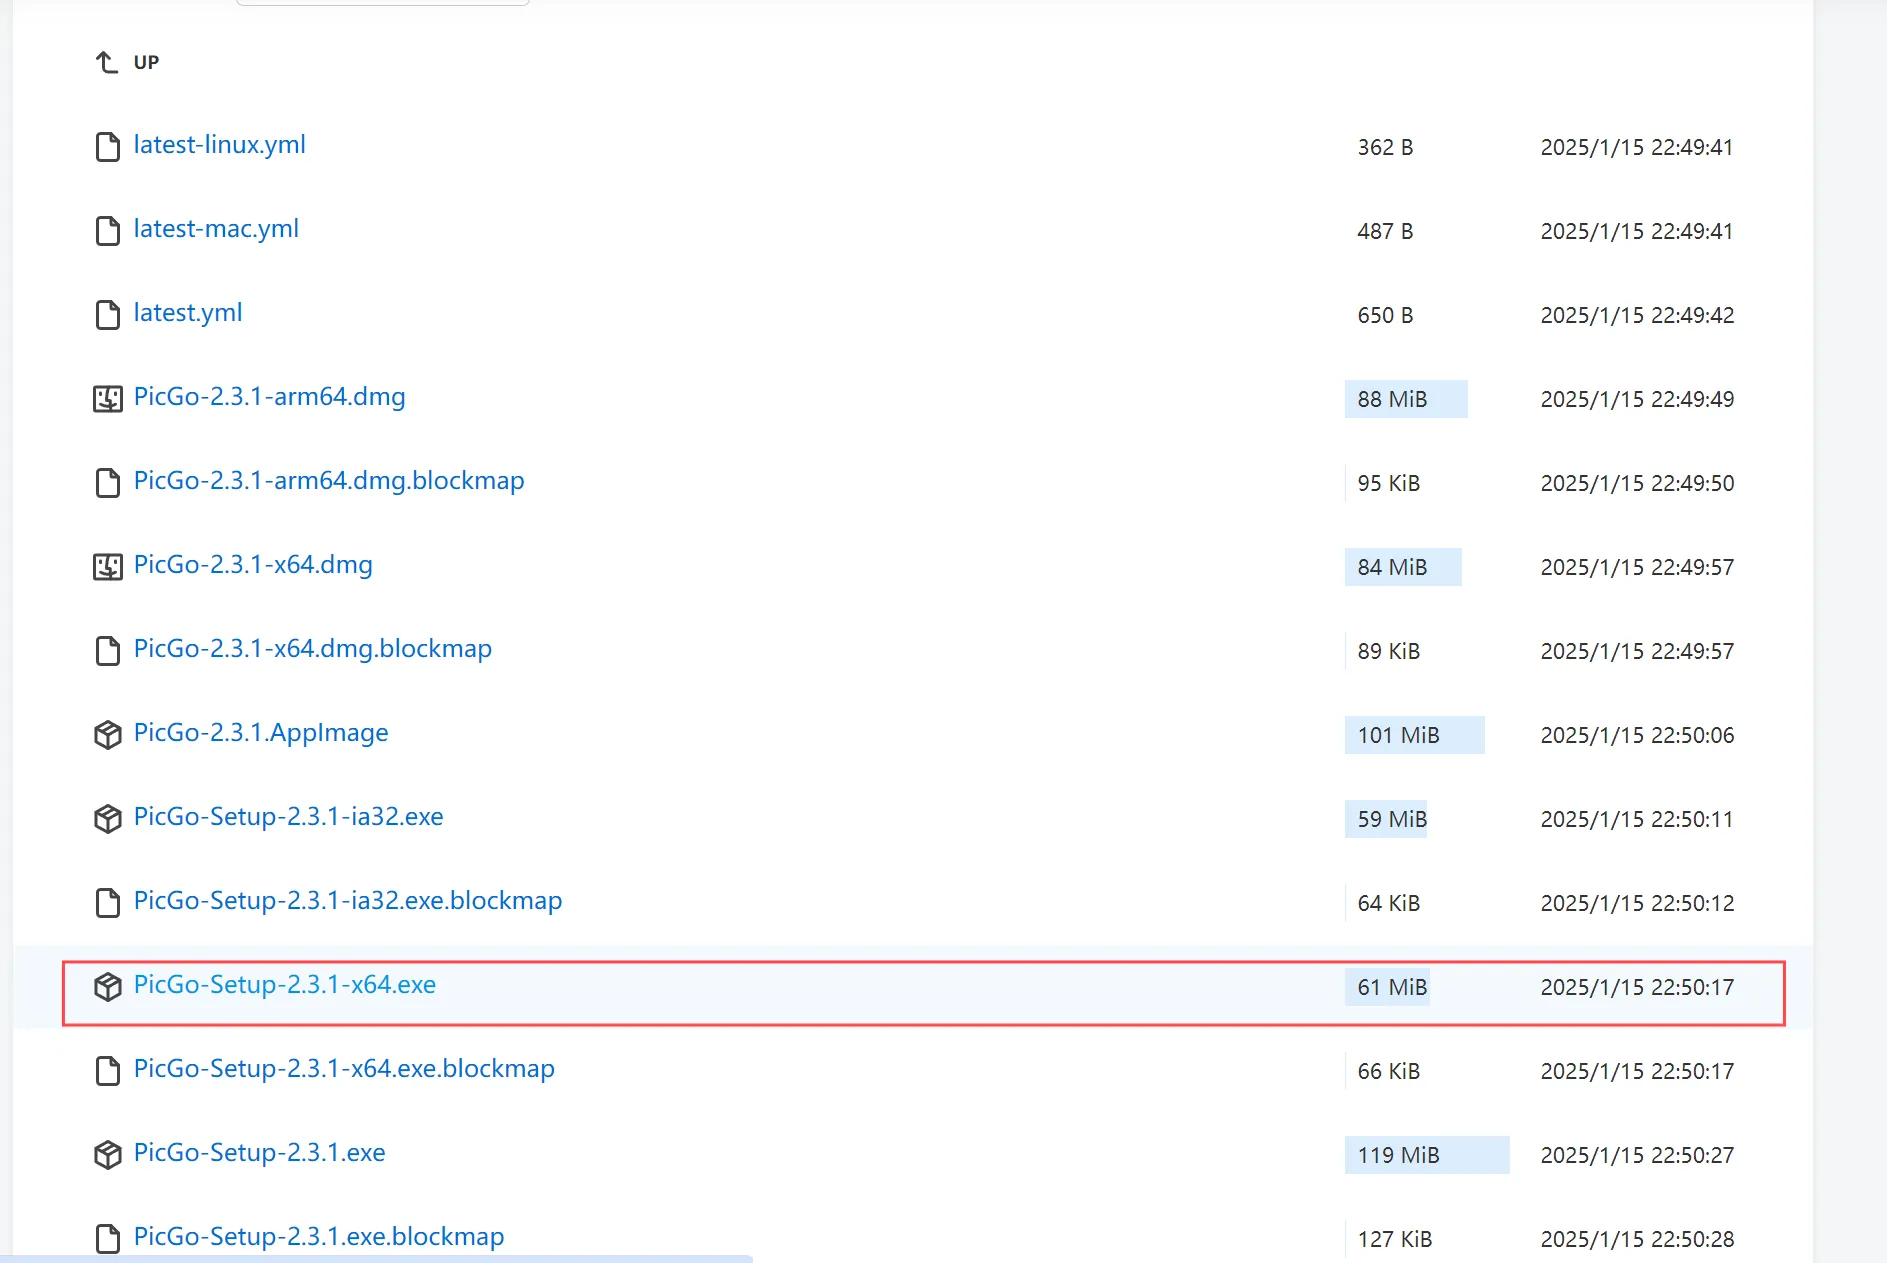 UP
latest-linux.yml 362 B 2025/1/15 22:49:41
latest-mac.yml 487 B 2025/1/15 22:49:41
latest.yml 650 B 2025/1/15 22:49:42
PicGo-2.3.1-arm64.dmg 88 MiB 2025/1/15 22:49:49
PicGo-2.3.1-arm64.dmg.blockmap 95 KiB 2025/1/15 22:49:50
PicGo-2.3.1-x64.dmg 84 MiB 2025/1/15 22:49:57
PicGo-2.3.1-x64.dmg.blockmap 89 KiB 2025/1/15 22:49:57
PicGo-2.3.1.AppImage 101 MiB 2025/1/15 22:50:06
PicGo-Setup-2.3.1-ia32.exe 59 MiB 2025/1/15 22:50:11
PicGo-Setup-2.3.1-ia32.exe.blockmap 64 KiB 2025/1/15 22:50:12
PicGo-Setup-2.3.1-x64.exe 61 MiB 2025/1/15 22:50:17
PicGo-Setup-2.3.1-x64.exe.blockmap 66 KiB 2025/1/15 22:50:17
PicGo-Setup-2.3.1.exe 119 MiB 2025/1/15 22:50:27
PicGo-Setup-2.3.1.exe.blockmap 127 KiB 2025/1/15 22:50:28